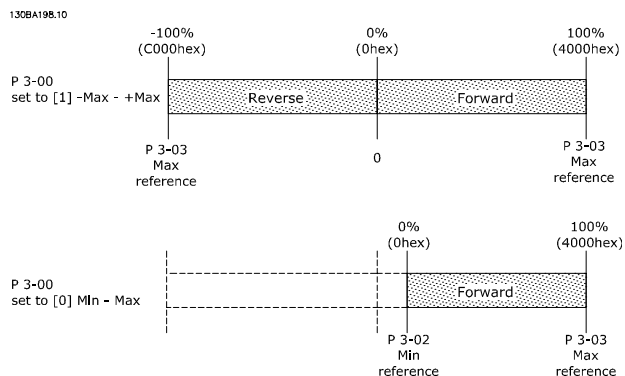 130BA198.10
-100%
(C000hex)
0%
(0hex)
100%
(4000hex)
P 3-00
set to [1] -Max - +Max
Reverse
Forward
P 3-03
Max
reference
0
P 3-03
Max
reference
0%
(0hex)
100%
(4000hex)
P 3-00
set to [0] Min - Max
Forward
P 3-02
Min
reference
P 3-03
Max
reference